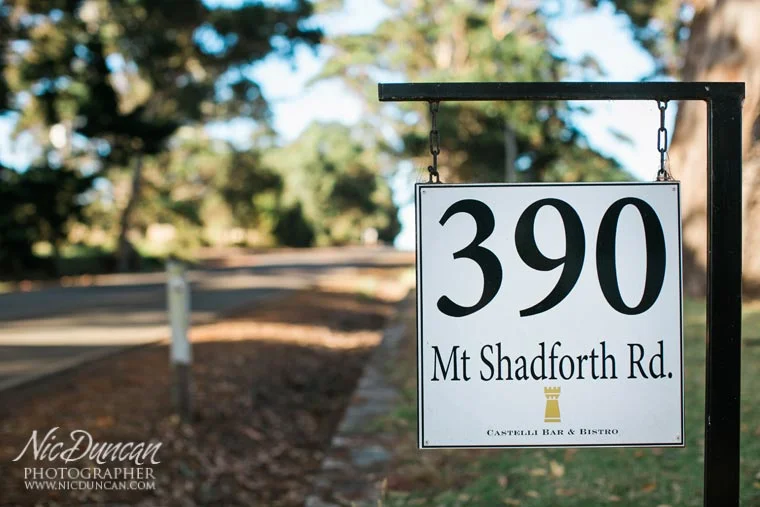 390
Mt Shadforth Rd.
CASTELLI BAR & BISTRO
NicDuncan
PHOTOGRAPHER
WWW.NICDUNCAN.COM